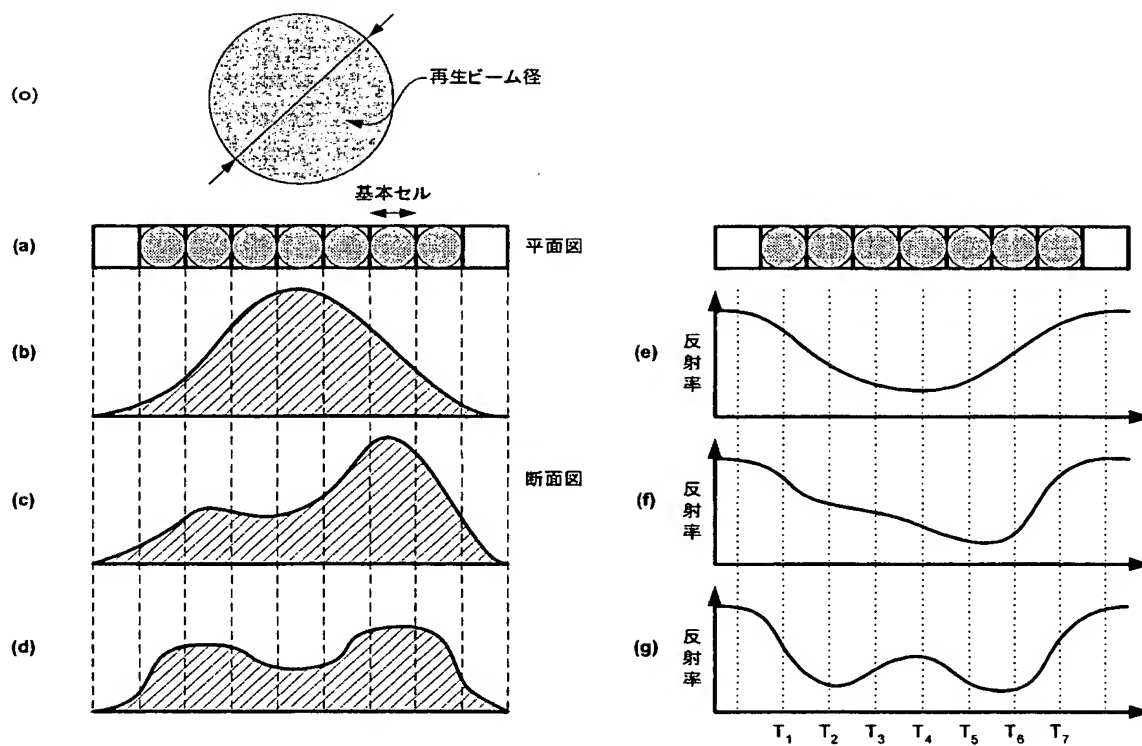 (o)
再生ビーム径
基本セル
(a)
平面図
(b)
(e)
反射率
(c)
断面図
(f)
反射率
(d)
(g)
反射率
T1 T2 T3 T4 T5 T6 T7